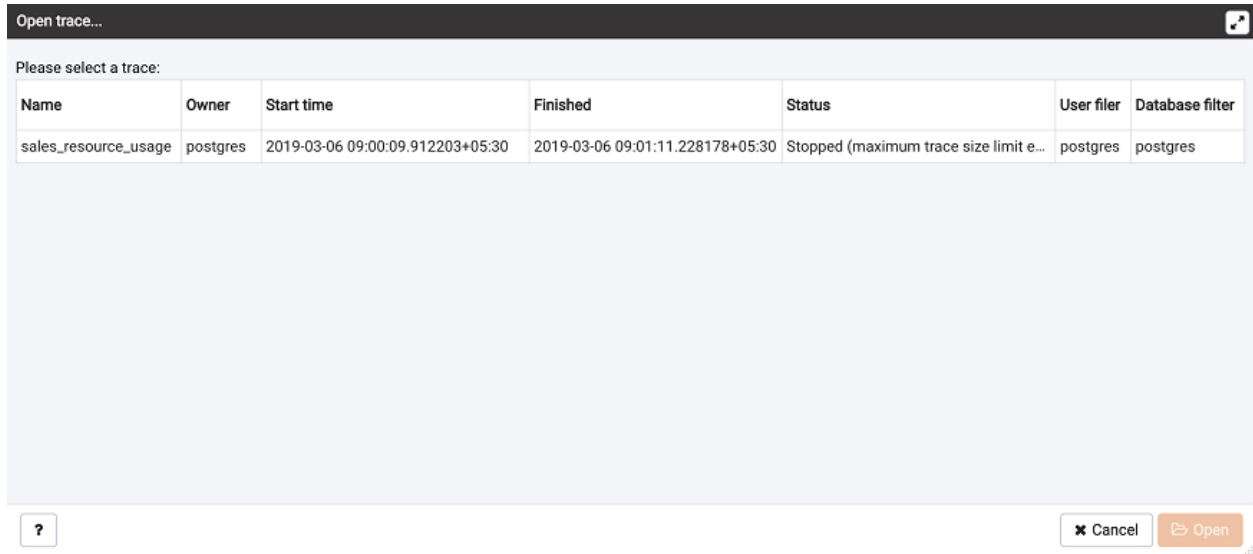 Open trace...
Please select a trace:
Name Owner Start time Finished Status User filer Database filter
sales_resource_usage postgres 2019-03-06 09:00:09.912203+05:30 2019-03-06 09:01:11.228178+05:30 Stopped (maximum trace size limit e... postgres postgres
? Cancel Open